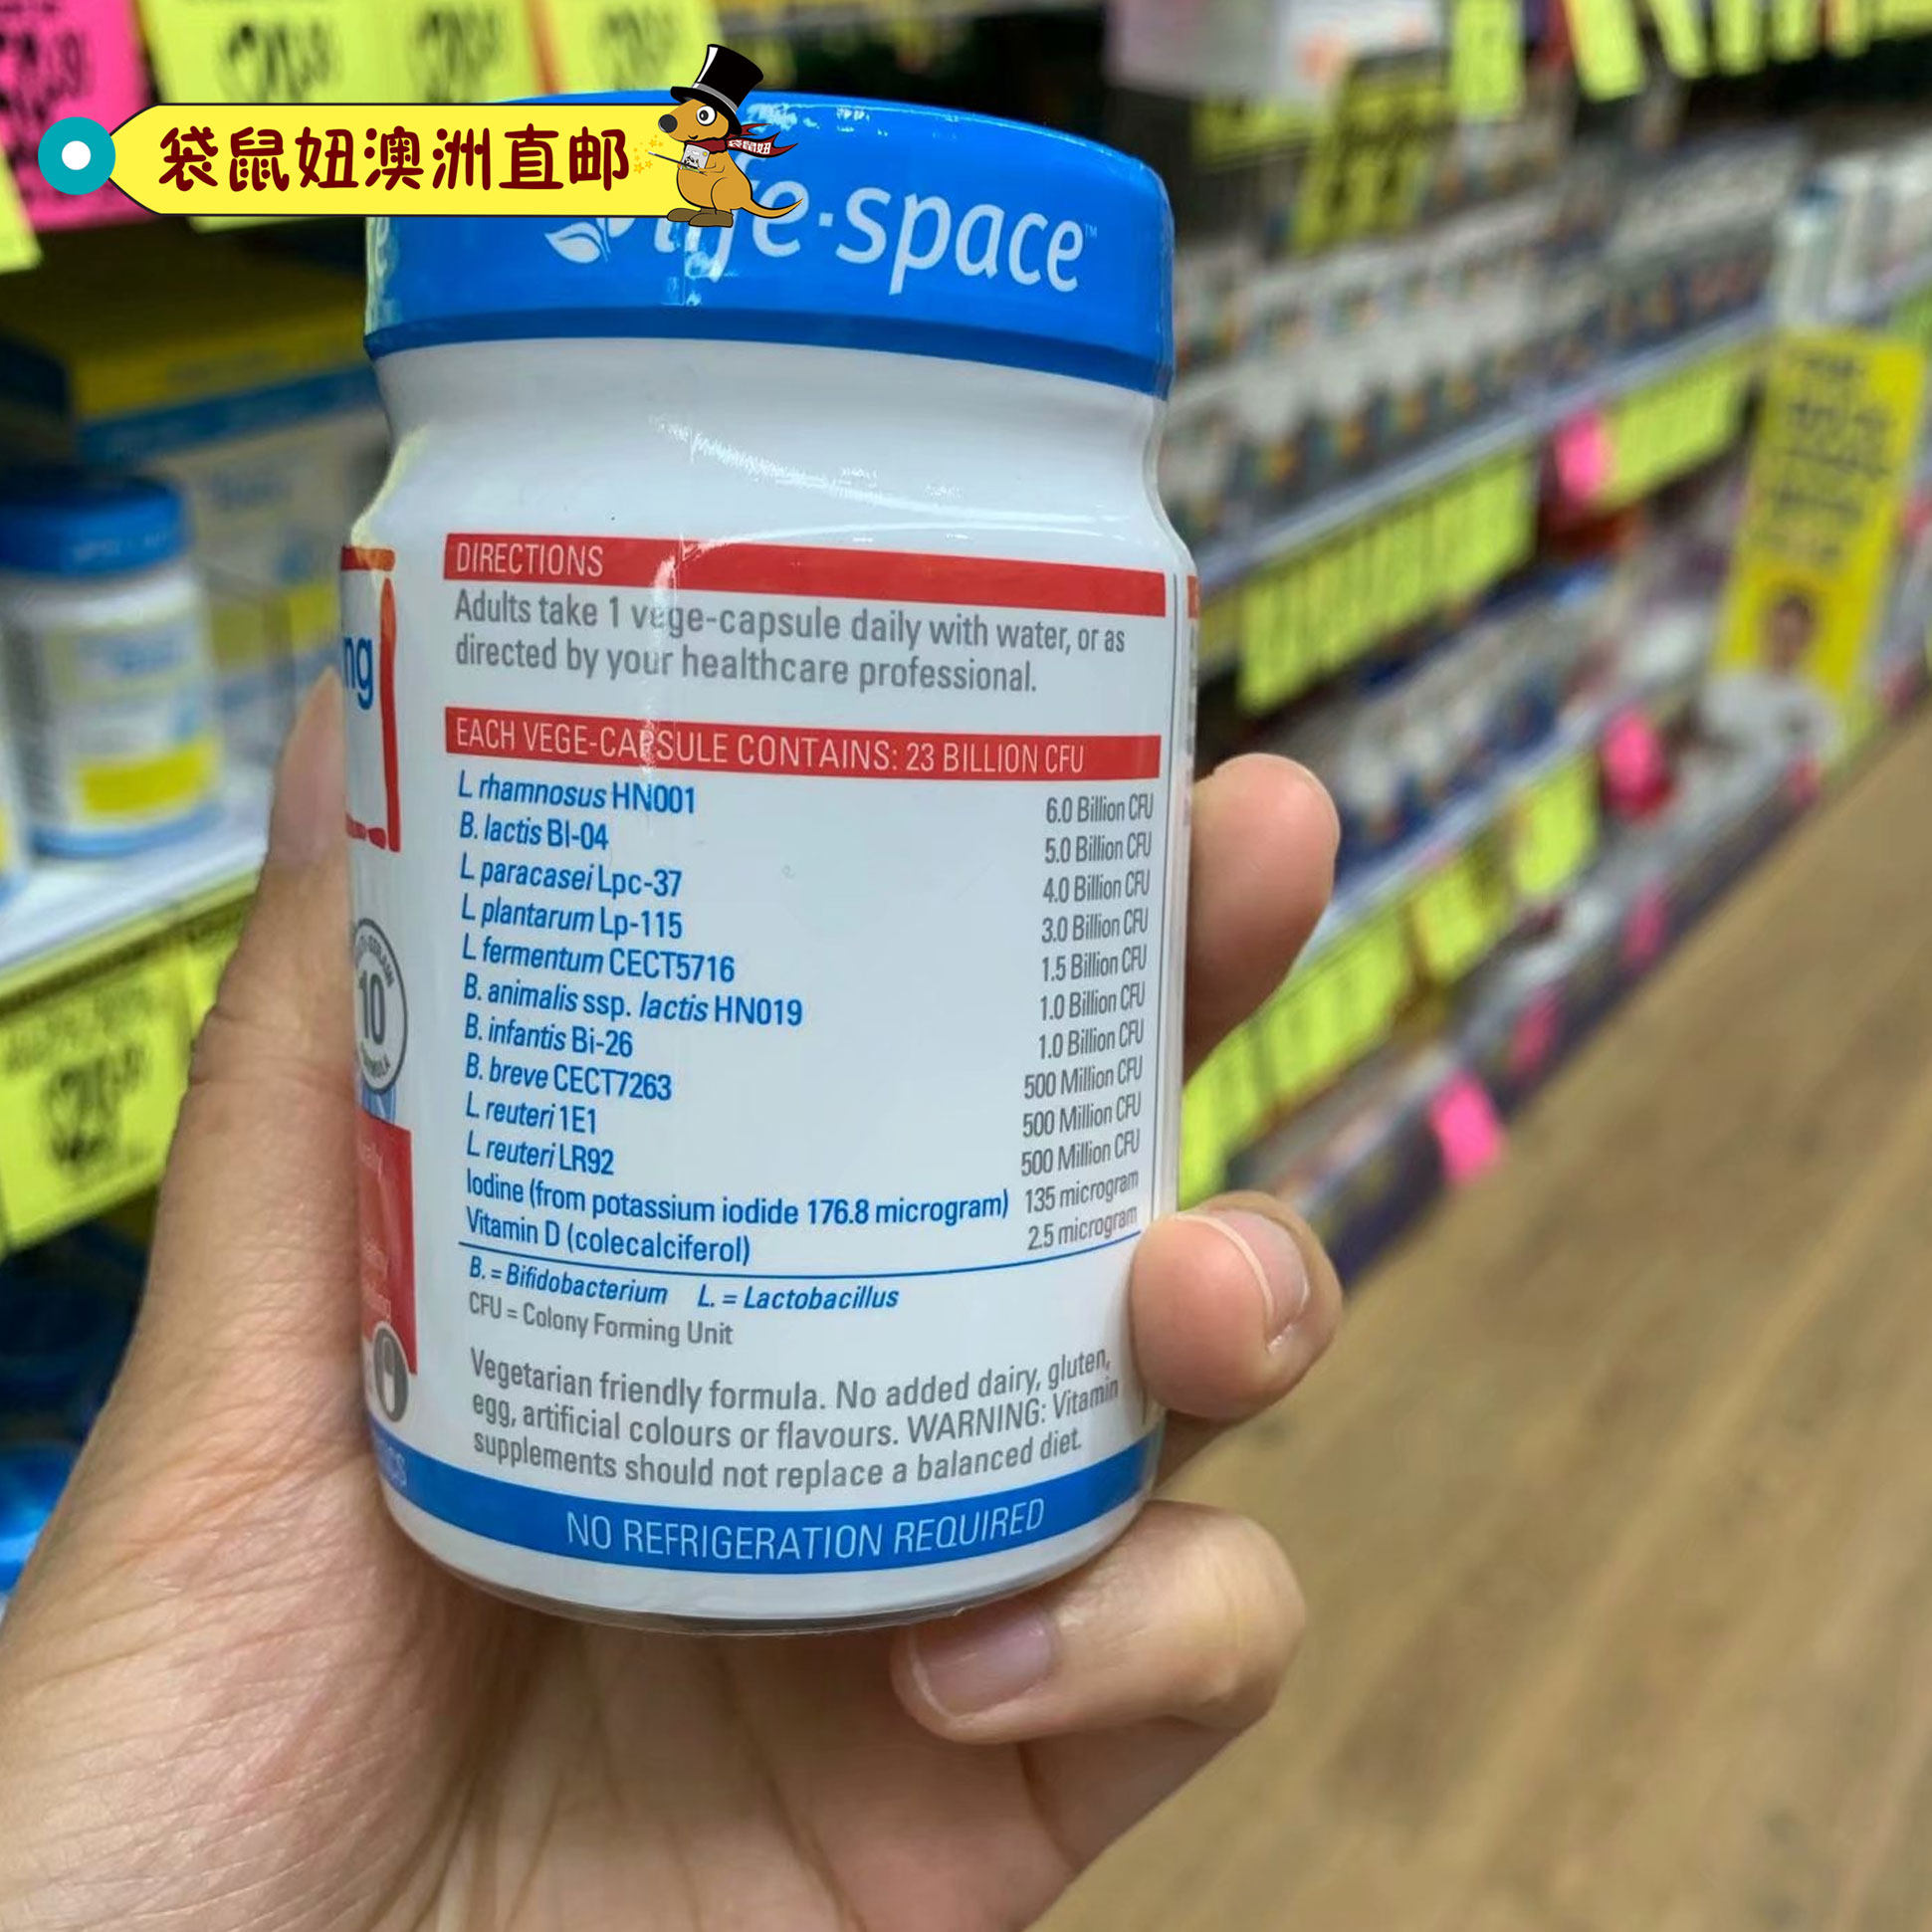 袋鼠妞澳洲直邮
袋鼠妞
life·space™
DIRECTIONS
Adults take 1 vege-capsule daily with water, or as
directed by your healthcare professional.
EACH VEGE-CAPSULE CONTAINS: 23 BILLION CFU
L rhamnosus HN001 6.0 Billion CFU
B. lactis Bl-04 5.0 Billion CFU
L paracasei Lpc-37 4.0 Billion CFU
L plantarum Lp-115 3.0 Billion CFU
L fermentum CECT5716 1.5 Billion CFU
B. animalis ssp. lactis HN019 1.0 Billion CFU
B. infantis Bi-26 1.0 Billion CFU
B. breve CECT7263 500 Million CFU
L reuteri 1E1 500 Million CFU
L reuteri LR92 500 Million CFU
Iodine (from potassium iodide 176.8 microgram) 135 microgram
Vitamin D (colecalciferol) 2.5 microgram
B. = Bifidobacterium L. = Lactobacillus
CFU = Colony Forming Unit
Vegetarian friendly formula. No added dairy, gluten,
egg, artificial colours or flavours. WARNING: Vitamin
supplements should not replace a balanced diet.
NO REFRIGERATION REQUIRED
ng
10